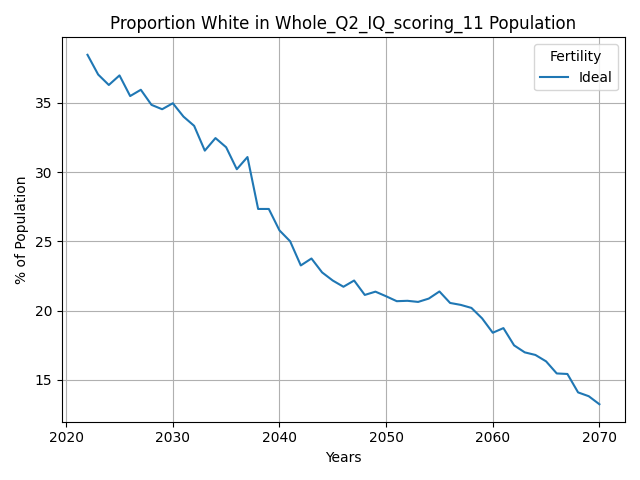 Proportion White in Whole_Q2_IQ_scoring_11 Population
Fertility
Ideal
% of Population
35
30
25
20
15
2020 2030 2040 2050 2060 2070
Years